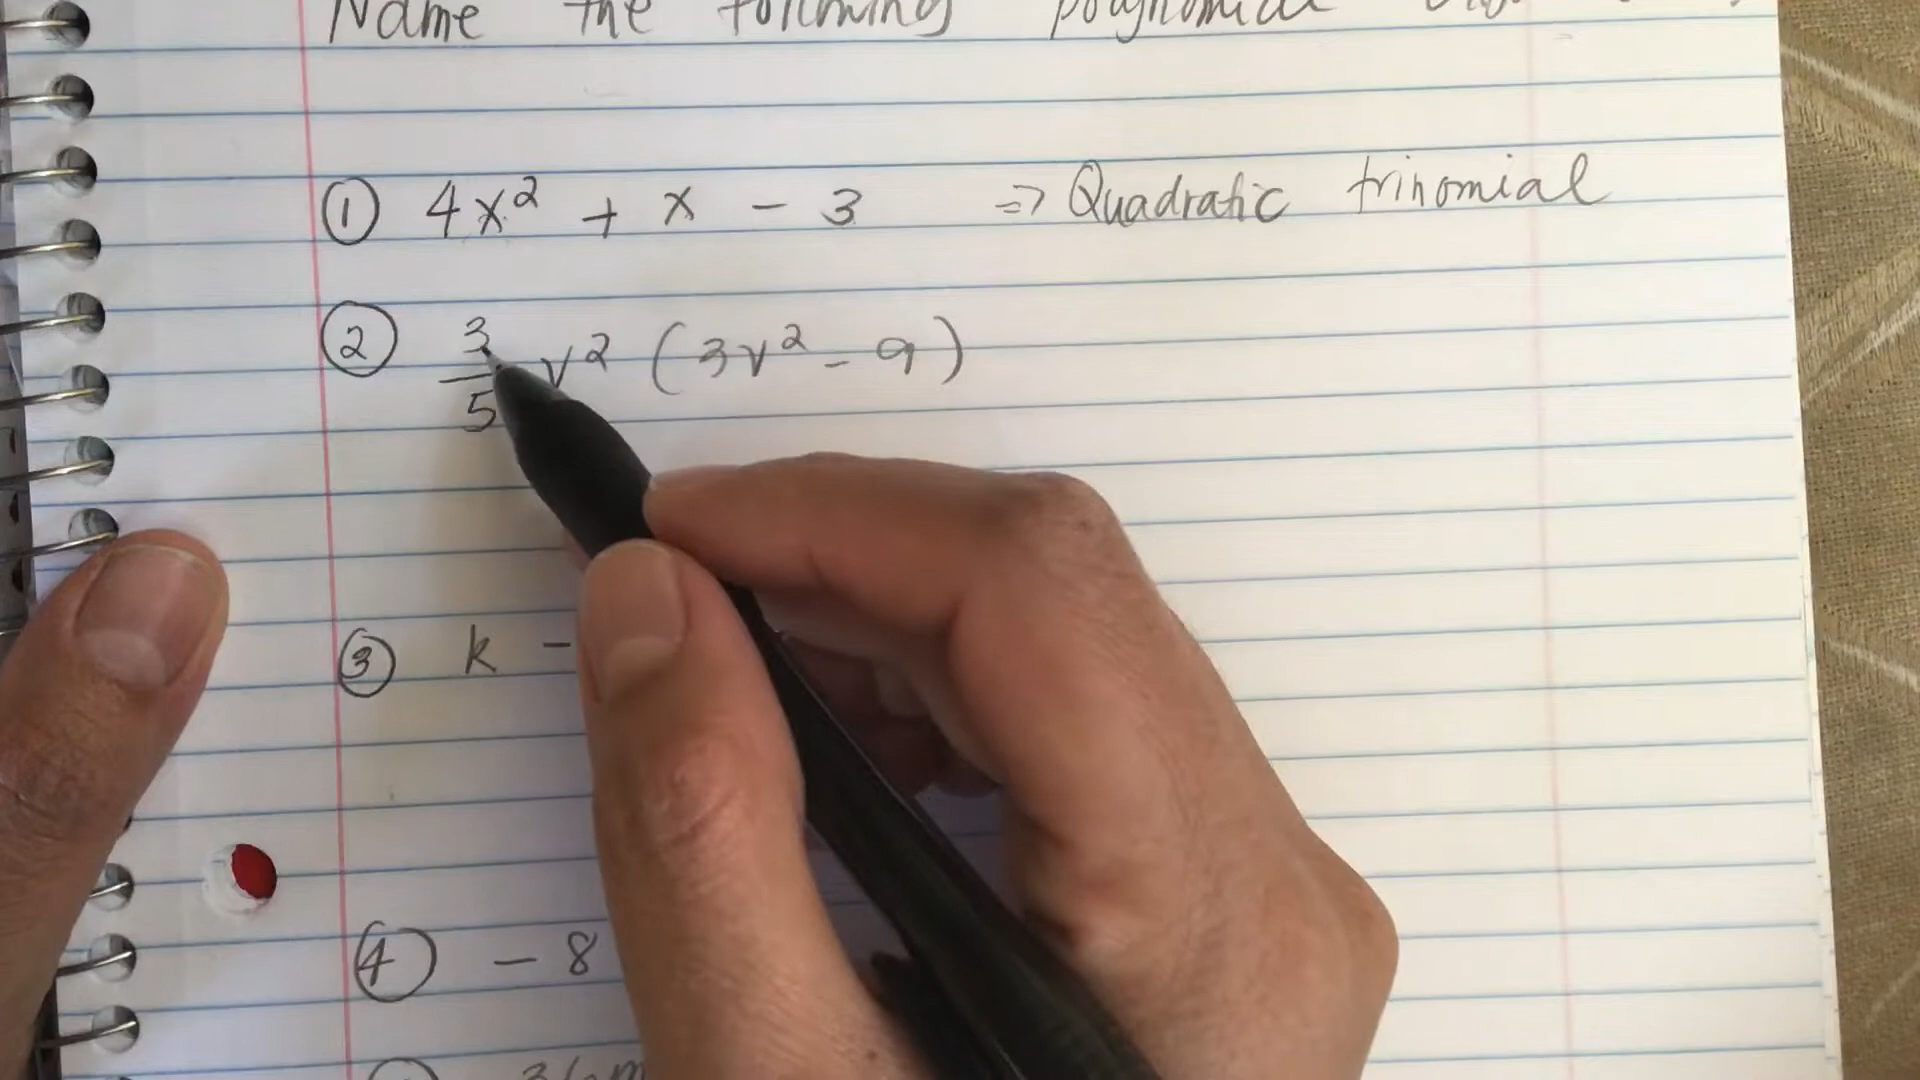 Name the following polynomial
① 4x² + x - 3 => Quadratic trinomial
② 3/5 v² (3v² - 9)
③ k -
④ - 8